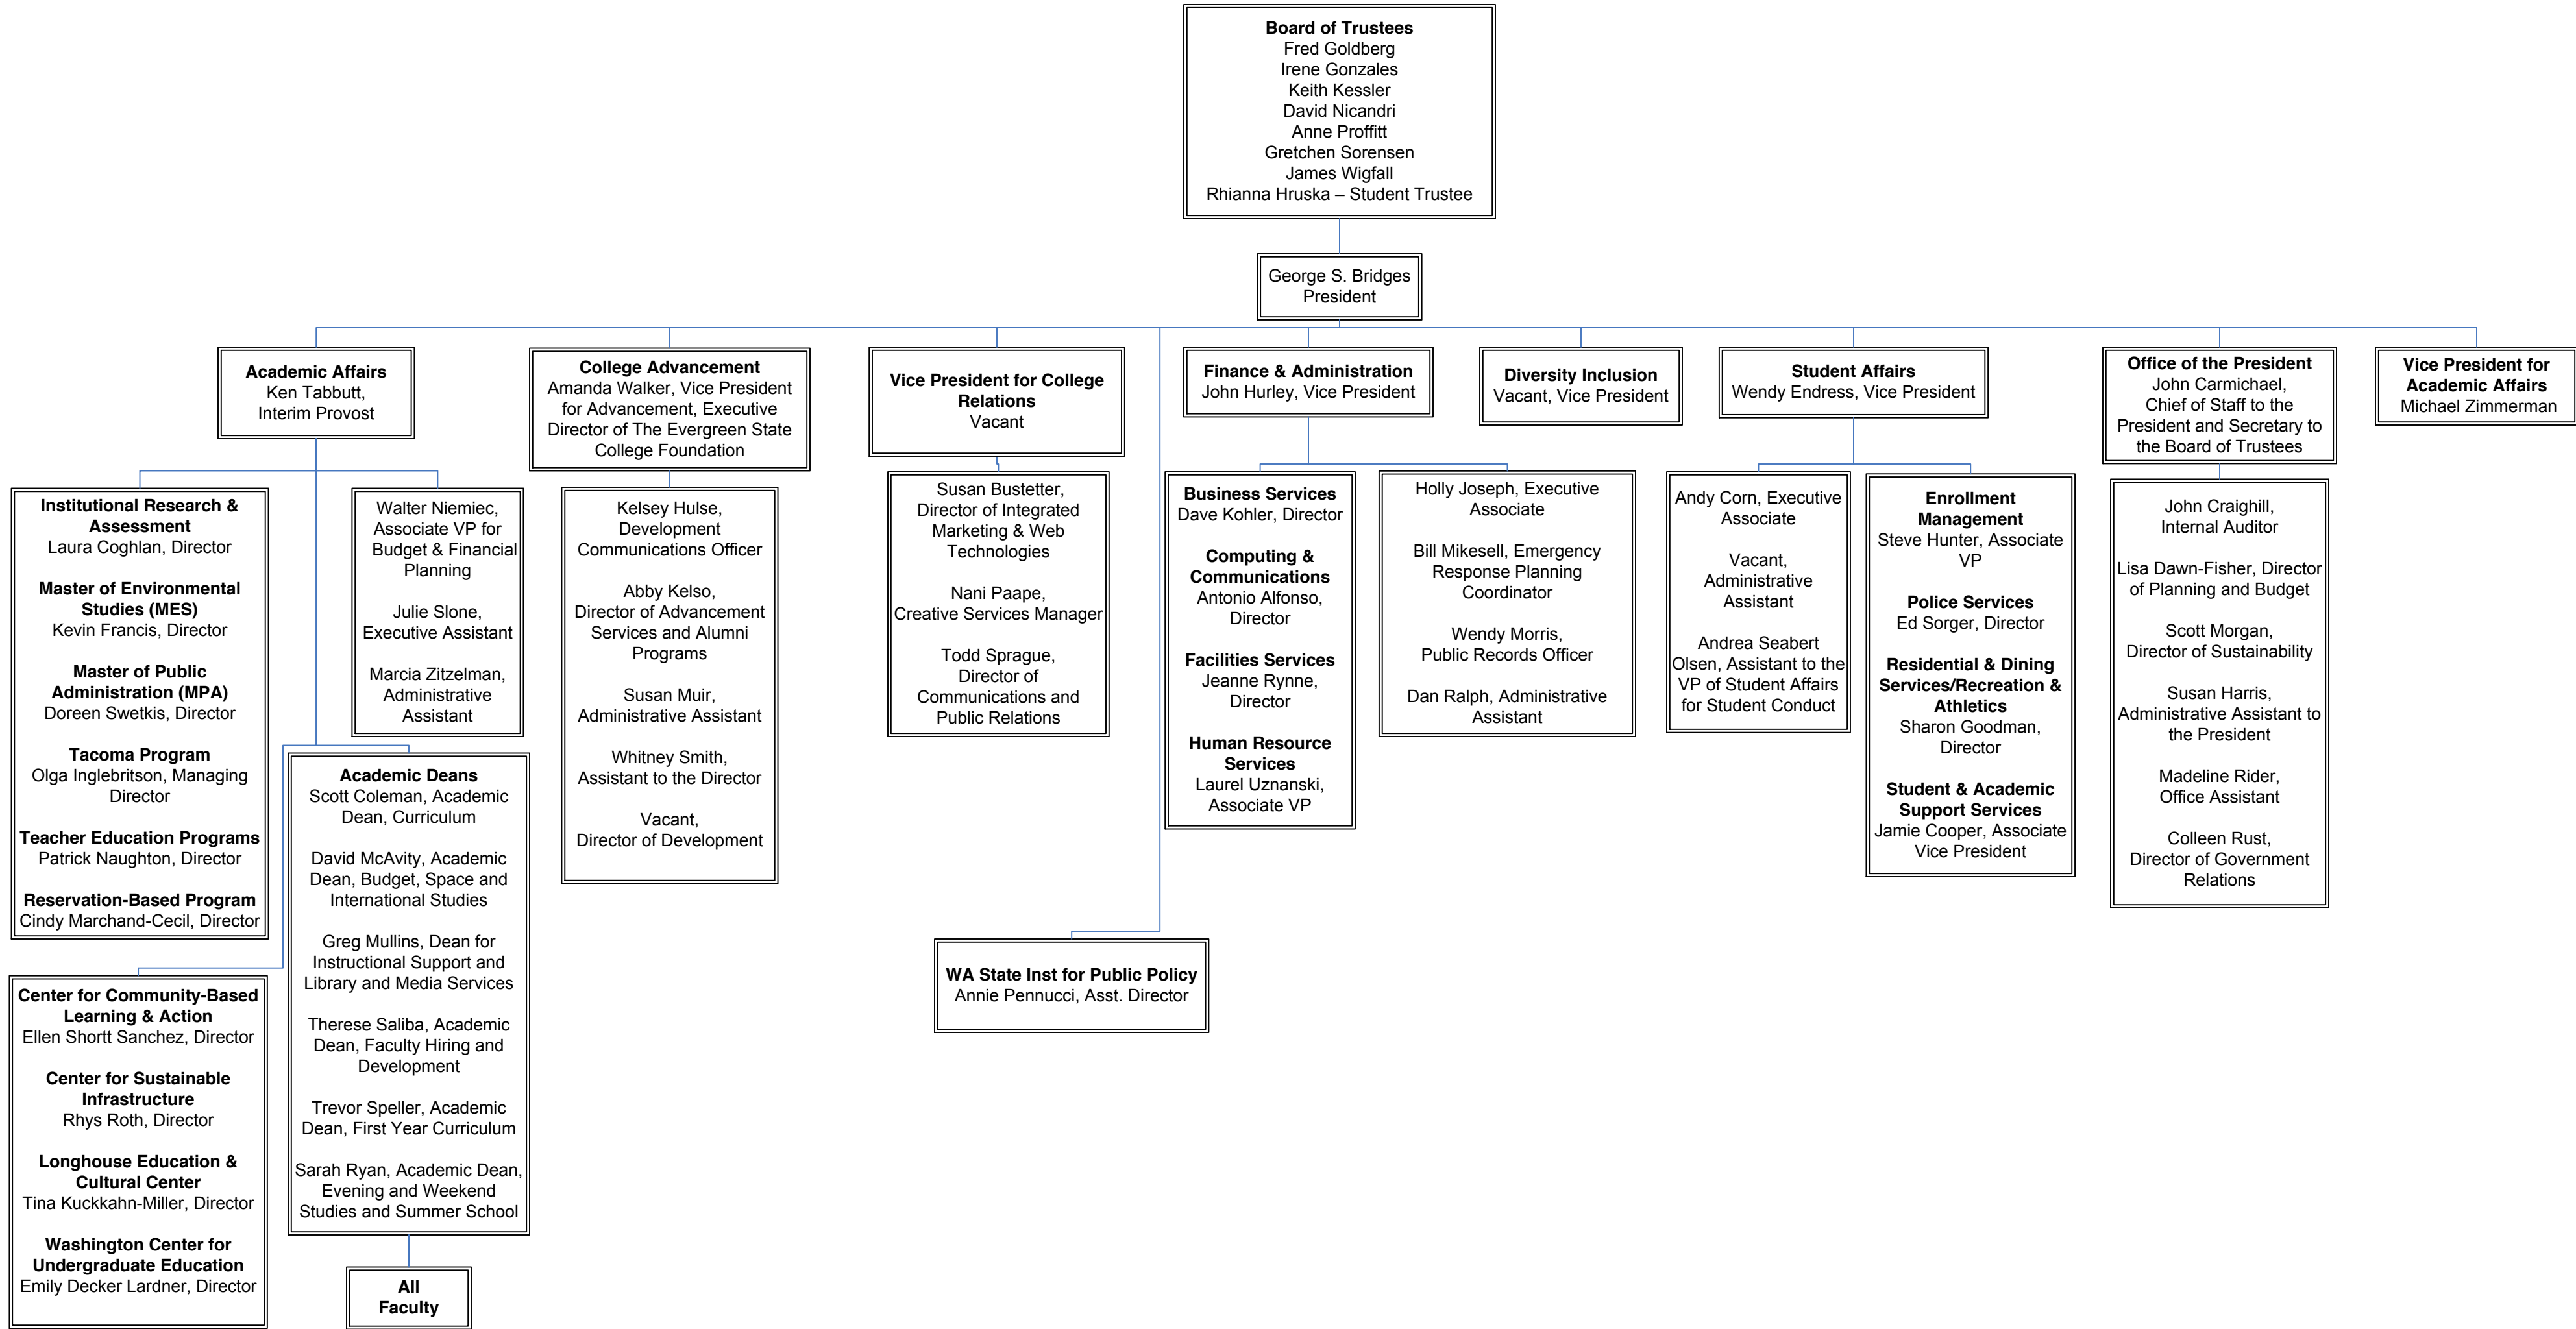 Board of Trustees
Fred Goldberg
Irene Gonzales
Keith Kessler
David Nicandri
Anne Proffitt
Gretchen Sorensen
James Wigfall
Rhianna Hruska – Student Trustee
George S. Bridges
President
Academic Affairs
Ken Tabbutt,
Interim Provost
College Advancement
Amanda Walker, Vice President
for Advancement, Executive
Director of The Evergreen State
College Foundation
Vice President for College
Relations
Vacant
Finance & Administration
John Hurley, Vice President
Diversity Inclusion
Vacant, Vice President
Student Affairs
Wendy Endress, Vice President
Office of the President
John Carmichael,
Chief of Staff to the
President and Secretary to
the Board of Trustees
Vice President for
Academic Affairs
Michael Zimmerman
Institutional Research &
Assessment
Laura Coghlan, Director
Master of Environmental
Studies (MES)
Kevin Francis, Director
Master of Public
Administration (MPA)
Doreen Swetkis, Director
Tacoma Program
Olga Inglebritson, Managing
Director
Teacher Education Programs
Patrick Naughton, Director
Reservation-Based Program
Cindy Marchand-Cecil, Director
Walter Niemiec,
Associate VP for
Budget & Financial
Planning
Julie Slone,
Executive Assistant
Marcia Zitzelman,
Administrative
Assistant
Kelsey Hulse,
Development
Communications Officer
Abby Kelso,
Director of Advancement
Services and Alumni
Programs
Susan Muir,
Administrative Assistant
Whitney Smith,
Assistant to the Director
Vacant,
Director of Development
Susan Bustetter,
Director of Integrated
Marketing & Web
Technologies
Nani Paape,
Creative Services Manager
Todd Sprague,
Director of
Communications and
Public Relations
Business Services
Dave Kohler, Director
Computing &
Communications
Antonio Alfonso,
Director
Facilities Services
Jeanne Rynne,
Director
Human Resource
Services
Laurel Uznanski,
Associate VP
Holly Joseph, Executive
Associate
Bill Mikesell, Emergency
Response Planning
Coordinator
Wendy Morris,
Public Records Officer
Dan Ralph, Administrative
Assistant
Andy Corn, Executive
Associate
Vacant,
Administrative
Assistant
Andrea Seabert
Olsen, Assistant to the
VP of Student Affairs
for Student Conduct
Enrollment
Management
Steve Hunter, Associate
VP
Police Services
Ed Sorger, Director
Residential & Dining
Services/Recreation &
Athletics
Sharon Goodman,
Director
Student & Academic
Support Services
Jamie Cooper, Associate
Vice President
John Craighill,
Internal Auditor
Lisa Dawn-Fisher, Director
of Planning and Budget
Scott Morgan,
Director of Sustainability
Susan Harris,
Administrative Assistant to
the President
Madeline Rider,
Office Assistant
Colleen Rust,
Director of Government
Relations
Academic Deans
Scott Coleman, Academic
Dean, Curriculum
David McAvity, Academic
Dean, Budget, Space and
International Studies
Greg Mullins, Dean for
Instructional Support and
Library and Media Services
Therese Saliba, Academic
Dean, Faculty Hiring and
Development
Trevor Speller, Academic
Dean, First Year Curriculum
Sarah Ryan, Academic Dean,
Evening and Weekend
Studies and Summer School
WA State Inst for Public Policy
Annie Pennucci, Asst. Director
Center for Community-Based
Learning & Action
Ellen Shortt Sanchez, Director
Center for Sustainable
Infrastructure
Rhys Roth, Director
Longhouse Education &
Cultural Center
Tina Kuckkahn-Miller, Director
Washington Center for
Undergraduate Education
Emily Decker Lardner, Director
All
Faculty